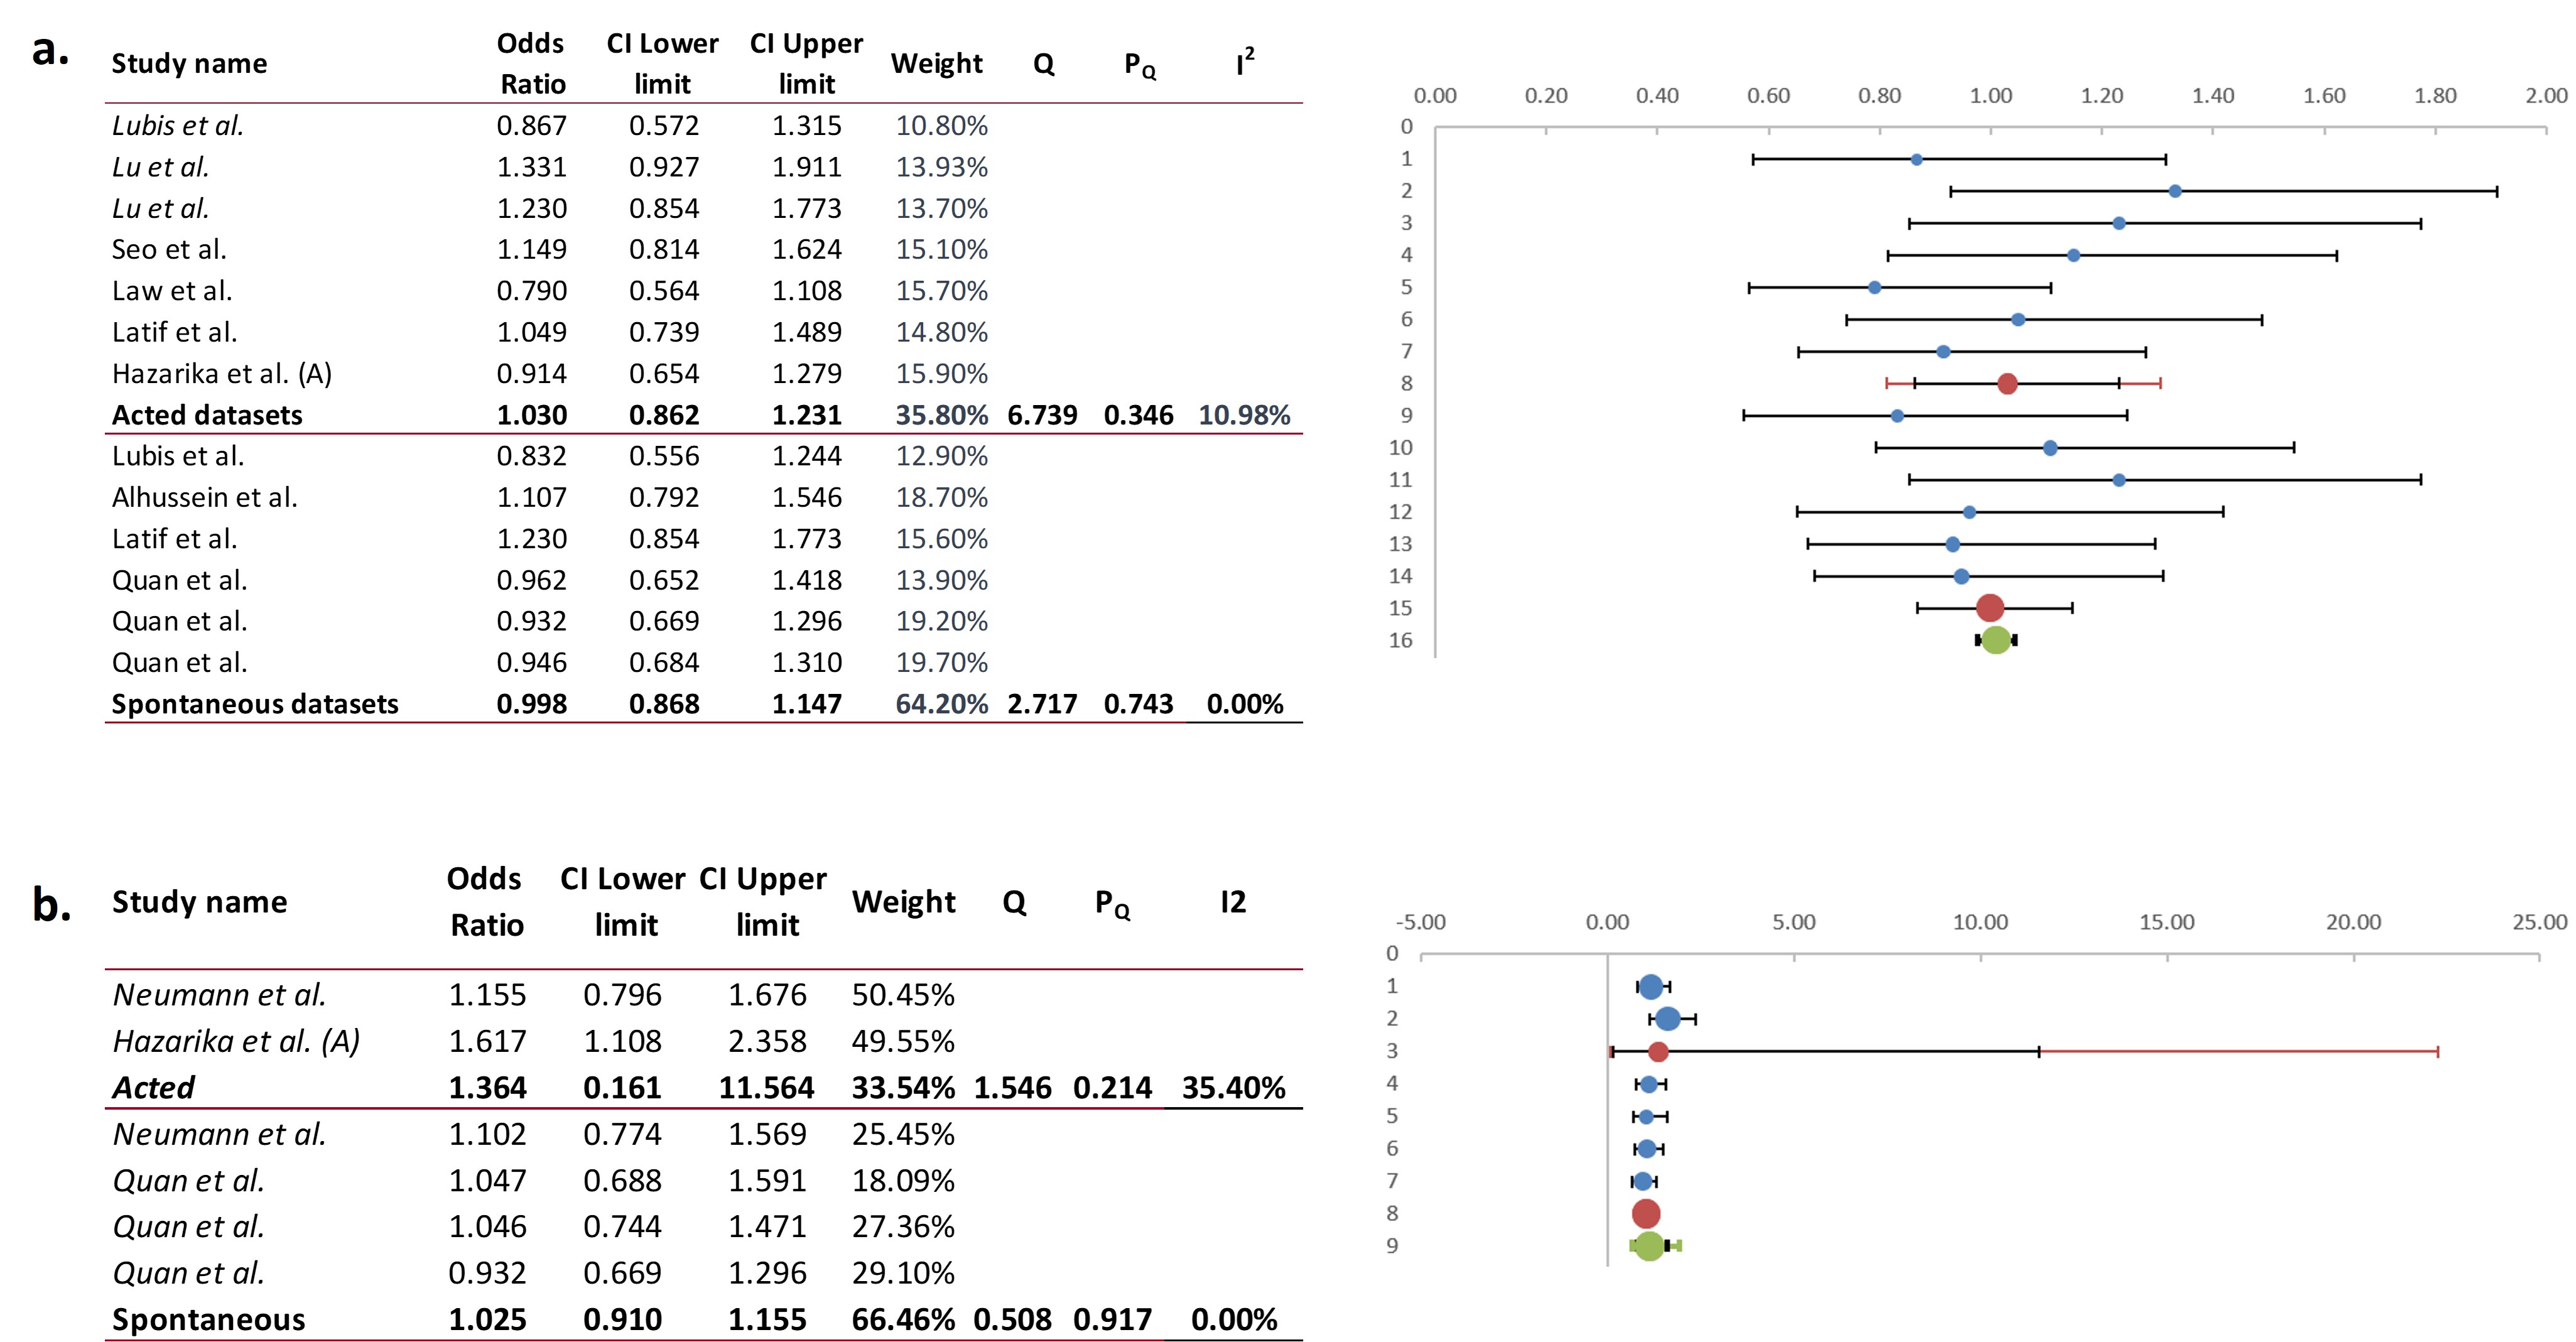 a.
Study name Odds Ratio CI Lower limit CI Upper limit Weight Q PQ I2
Lubis et al. 0.867 0.572 1.315 10.80%
Lu et al. 1.331 0.927 1.911 13.93%
Lu et al. 1.230 0.854 1.773 13.70%
Seo et al. 1.149 0.814 1.624 15.10%
Law et al. 0.790 0.564 1.108 15.70%
Latif et al. 1.049 0.739 1.489 14.80%
Hazarika et al. (A) 0.914 0.654 1.279 15.90%
Acted datasets 1.030 0.862 1.231 35.80% 6.739 0.346 10.98%
Lubis et al. 0.832 0.556 1.244 12.90%
Alhussein et al. 1.107 0.792 1.546 18.70%
Latif et al. 1.230 0.854 1.773 15.60%
Quan et al. 0.962 0.652 1.418 13.90%
Quan et al. 0.932 0.669 1.296 19.20%
Quan et al. 0.946 0.684 1.310 19.70%
Spontaneous datasets 0.998 0.868 1.147 64.20% 2.717 0.743 0.00%
0.00 0.20 0.40 0.60 0.80 1.00 1.20 1.40 1.60 1.80 2.00
0
1
2
3
4
5
6
7
8
9
10
11
12
13
14
15
16
b.
Study name Odds Ratio CI Lower limit CI Upper limit Weight Q PQ I2
Neumann et al. 1.155 0.796 1.676 50.45%
Hazarika et al. (A) 1.617 1.108 2.358 49.55%
Acted 1.364 0.161 11.564 33.54% 1.546 0.214 35.40%
Neumann et al. 1.102 0.774 1.569 25.45%
Quan et al. 1.047 0.688 1.591 18.09%
Quan et al. 1.046 0.744 1.471 27.36%
Quan et al. 0.932 0.669 1.296 29.10%
Spontaneous 1.025 0.910 1.155 66.46% 0.508 0.917 0.00%
-5.00 0.00 5.00 10.00 15.00 20.00 25.00
0
1
2
3
4
5
6
7
8
9